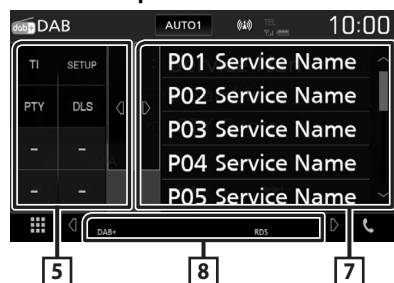 dab+ DAB AUTO1 TEL 10:00
TI SETUP
PTY DLS
- -
- -
P01 Service Name
P02 Service Name
P03 Service Name
P04 Service Name
P05 Service Name
DAB+ RDS
5 8 7